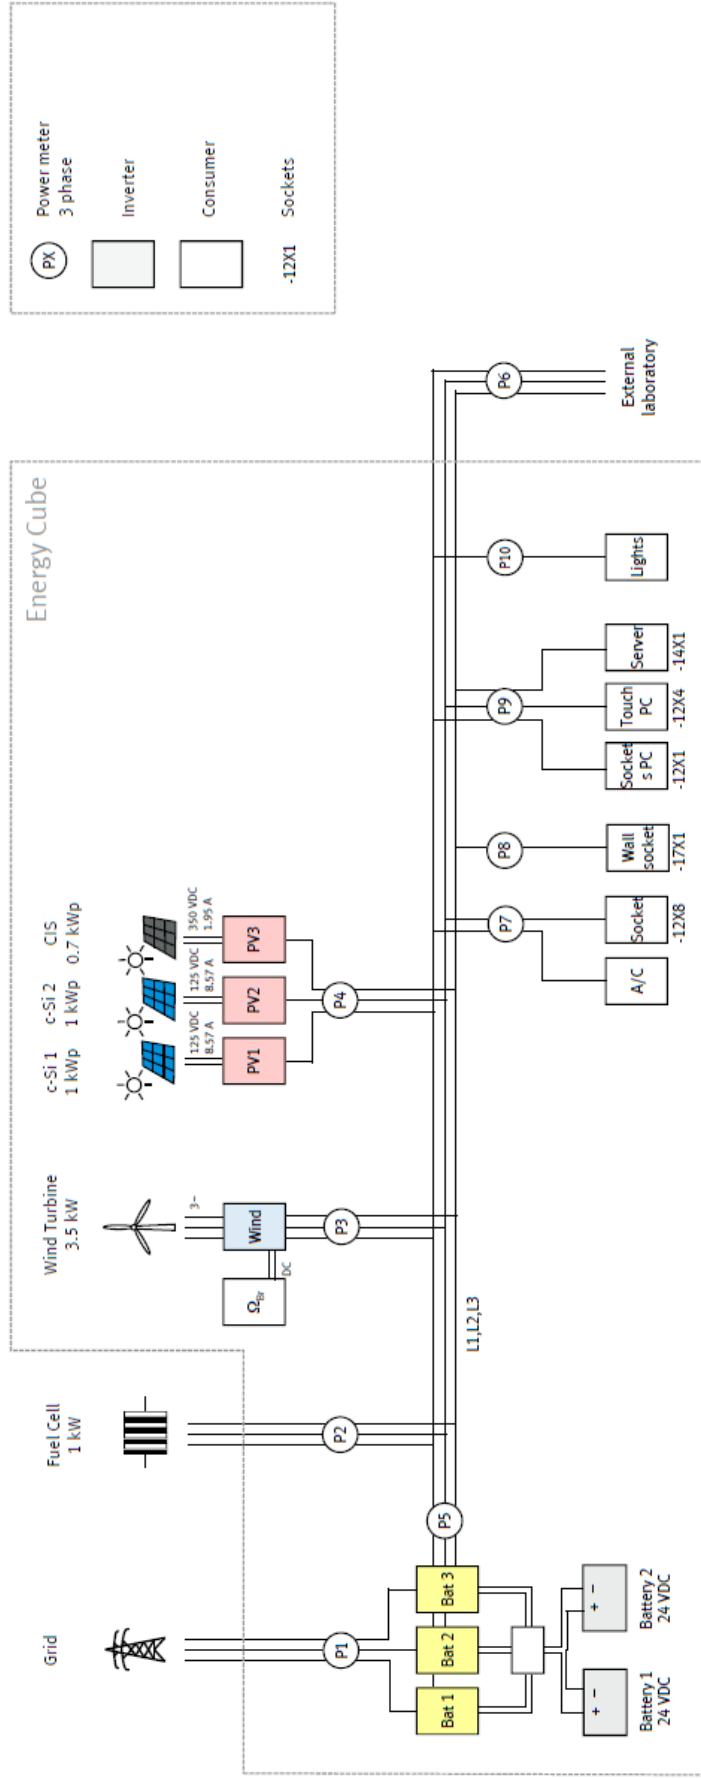 Grid
Fuel Cell
1 kW
Wind Turbine
3.5 kW
c-Si 1
1 kWp
c-Si 2
1 kWp
CIS
0.7 kWp
Energy Cube
PX
Power meter
3 phase
Inverter
Consumer
-12X1
Sockets
3~
125 VDC
8.57 A
125 VDC
8.57 A
350 VDC
1.95 A
ΩBr
DC
Wind
PV1
PV2
PV3
P1
P2
P3
P4
Bat 1
Bat 2
Bat 3
P5
L1,L2,L3
P7
P8
P9
P10
P6
+ −
Battery 1
24 VDC
+ −
Battery 2
24 VDC
A/C
Socket
-12X8
Wall
socket
-17X1
Socket
s PC
-12X1
Touch
PC
-12X4
Server
-14X1
Lights
External
laboratory